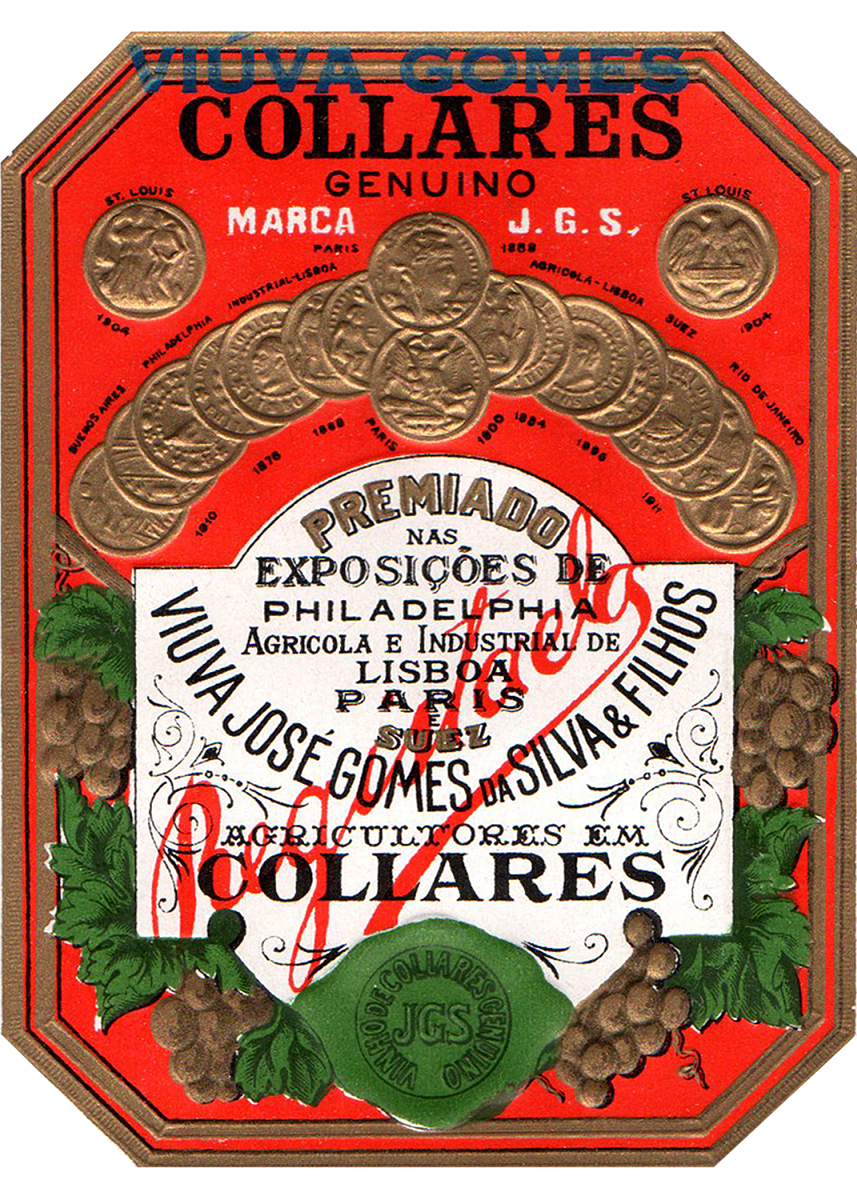 VIÚVA GOMES
COLLARES
GENUINO
MARCA J.G.S.
ST. LOUIS
1904
ST. LOUIS
1904
BUENOS AIRES
1910
PHILADELPHIA
1876
INDUSTRIAL-LISBOA
PARIS
1889
PARIS
1900
AGRICOLA-LISBOA
1884
SUEZ
RIO DE JANEIRO
1911
PREMIADO
NAS
EXPOSIÇÕES DE
PHILADELPHIA
AGRICOLA E INDUSTRIAL DE
LISBOA
PARIS
E
SUEZ
VIUVA JOSÉ GOMES DA SILVA & FILHOS
AGRICULTORES EM
COLLARES
VINHO DE COLLARES GENUINO
JGS